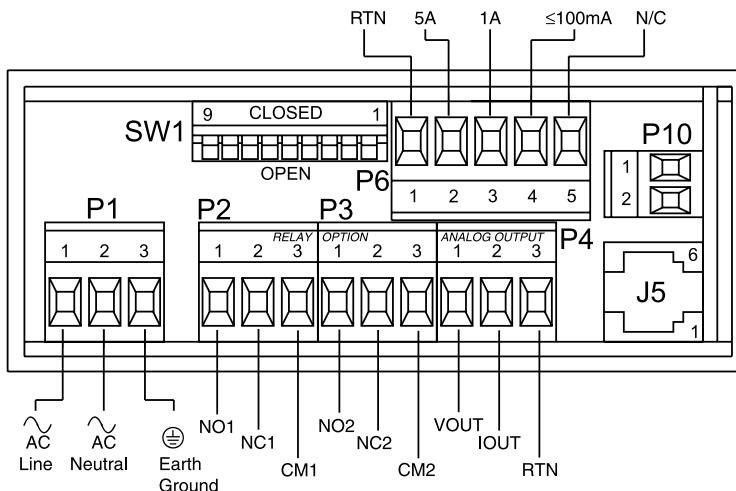 RTN 5A 1A ≤100mA N/C
9 CLOSED 1
SW1
OPEN
P10
1
2
P6
1 2 3 4 5
P1 P2 P3 P4
RELAY OPTION ANALOG OUTPUT
1 2 3 1 2 3 1 2 3 1 2 3
6
J5
1
AC Line
AC Neutral
Earth Ground
NO1
NC1
CM1
NO2
NC2
CM2
VOUT
IOUT
RTN